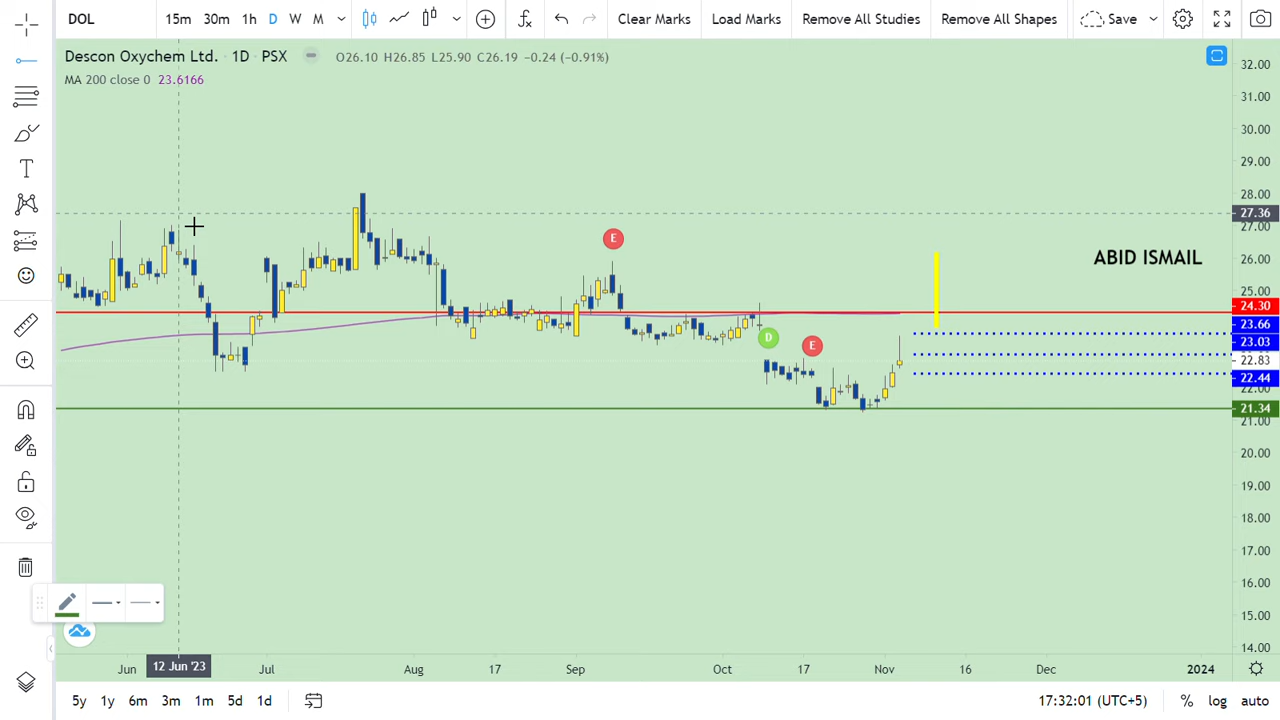 DOL 15m 30m 1h D W M Clear Marks Load Marks Remove All Studies Remove All Shapes Save
Descon Oxychem Ltd. · 1D · PSX O26.10 H26.85 L25.90 C26.19 −0.24 (−0.91%)
MA 200 close 0 23.6166
32.00
31.00
30.00
29.00
28.00
27.36
27.00
E
ABID ISMAIL
26.00
25.00
24.30
23.66
D
E
23.03
22.83
22.44
22.00
21.34
21.00
20.00
19.00
18.00
17.00
16.00
15.00
14.00
Jun 12 Jun '23 Jul Aug 17 Sep Oct 17 Nov 16 Dec 2024
5y 1y 6m 3m 1m 5d 1d 17:32:01 (UTC+5) % log auto